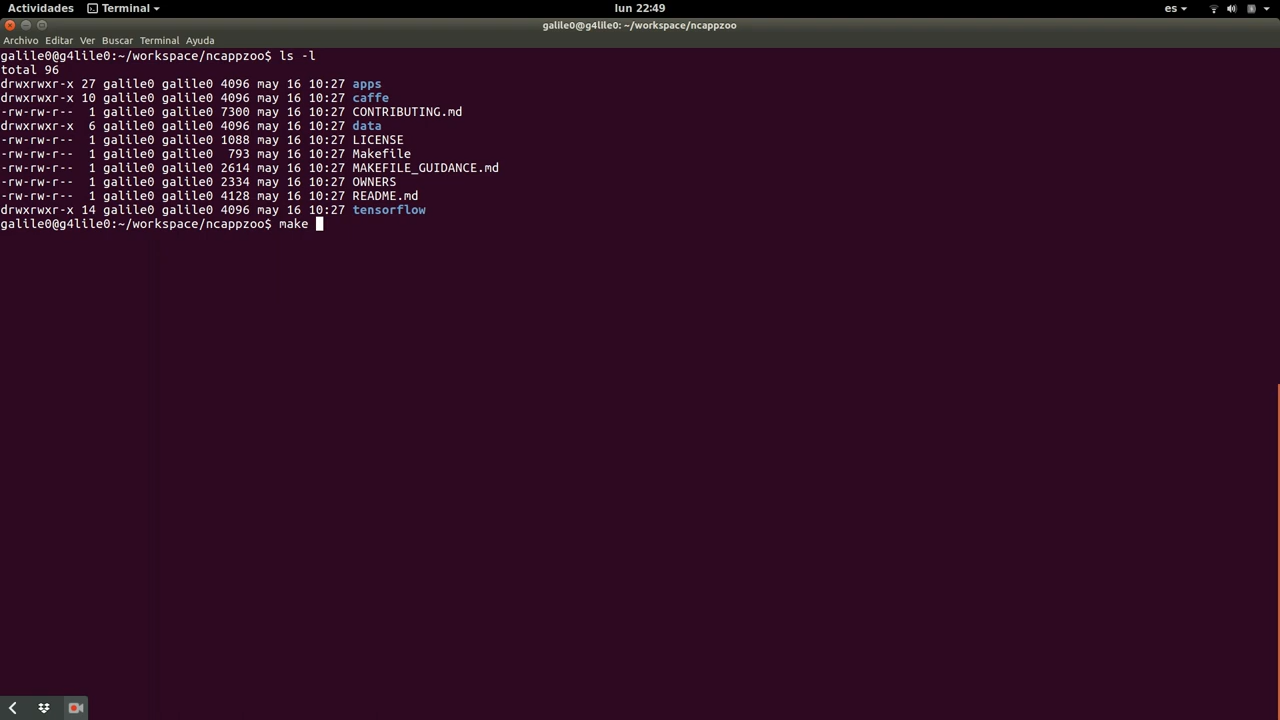 Actividades Terminal lun 22:49 es
galile0@g4lile0: ~/workspace/ncappzoo
Archivo Editar Ver Buscar Terminal Ayuda
galile0@g4lile0:~/workspace/ncappzoo$ ls -l
total 96
drwxrwxr-x 27 galile0 galile0 4096 may 16 10:27 apps
drwxrwxr-x 10 galile0 galile0 4096 may 16 10:27 caffe
-rw-rw-r-- 1 galile0 galile0 7300 may 16 10:27 CONTRIBUTING.md
drwxrwxr-x 6 galile0 galile0 4096 may 16 10:27 data
-rw-rw-r-- 1 galile0 galile0 1088 may 16 10:27 LICENSE
-rw-rw-r-- 1 galile0 galile0 793 may 16 10:27 Makefile
-rw-rw-r-- 1 galile0 galile0 2614 may 16 10:27 MAKEFILE_GUIDANCE.md
-rw-rw-r-- 1 galile0 galile0 2334 may 16 10:27 OWNERS
-rw-rw-r-- 1 galile0 galile0 4128 may 16 10:27 README.md
drwxrwxr-x 14 galile0 galile0 4096 may 16 10:27 tensorflow
galile0@g4lile0:~/workspace/ncappzoo$ make